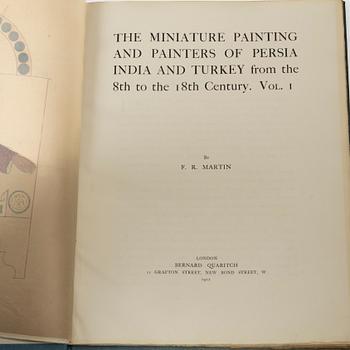 THE MINIATURE PAINTING
AND PAINTERS OF PERSIA
INDIA AND TURKEY from the
8th to the 18th Century. VOL. I
By
F. R. MARTIN
LONDON
BERNARD QUARITCH
11 GRAFTON STREET, NEW BOND STREET, W
1912